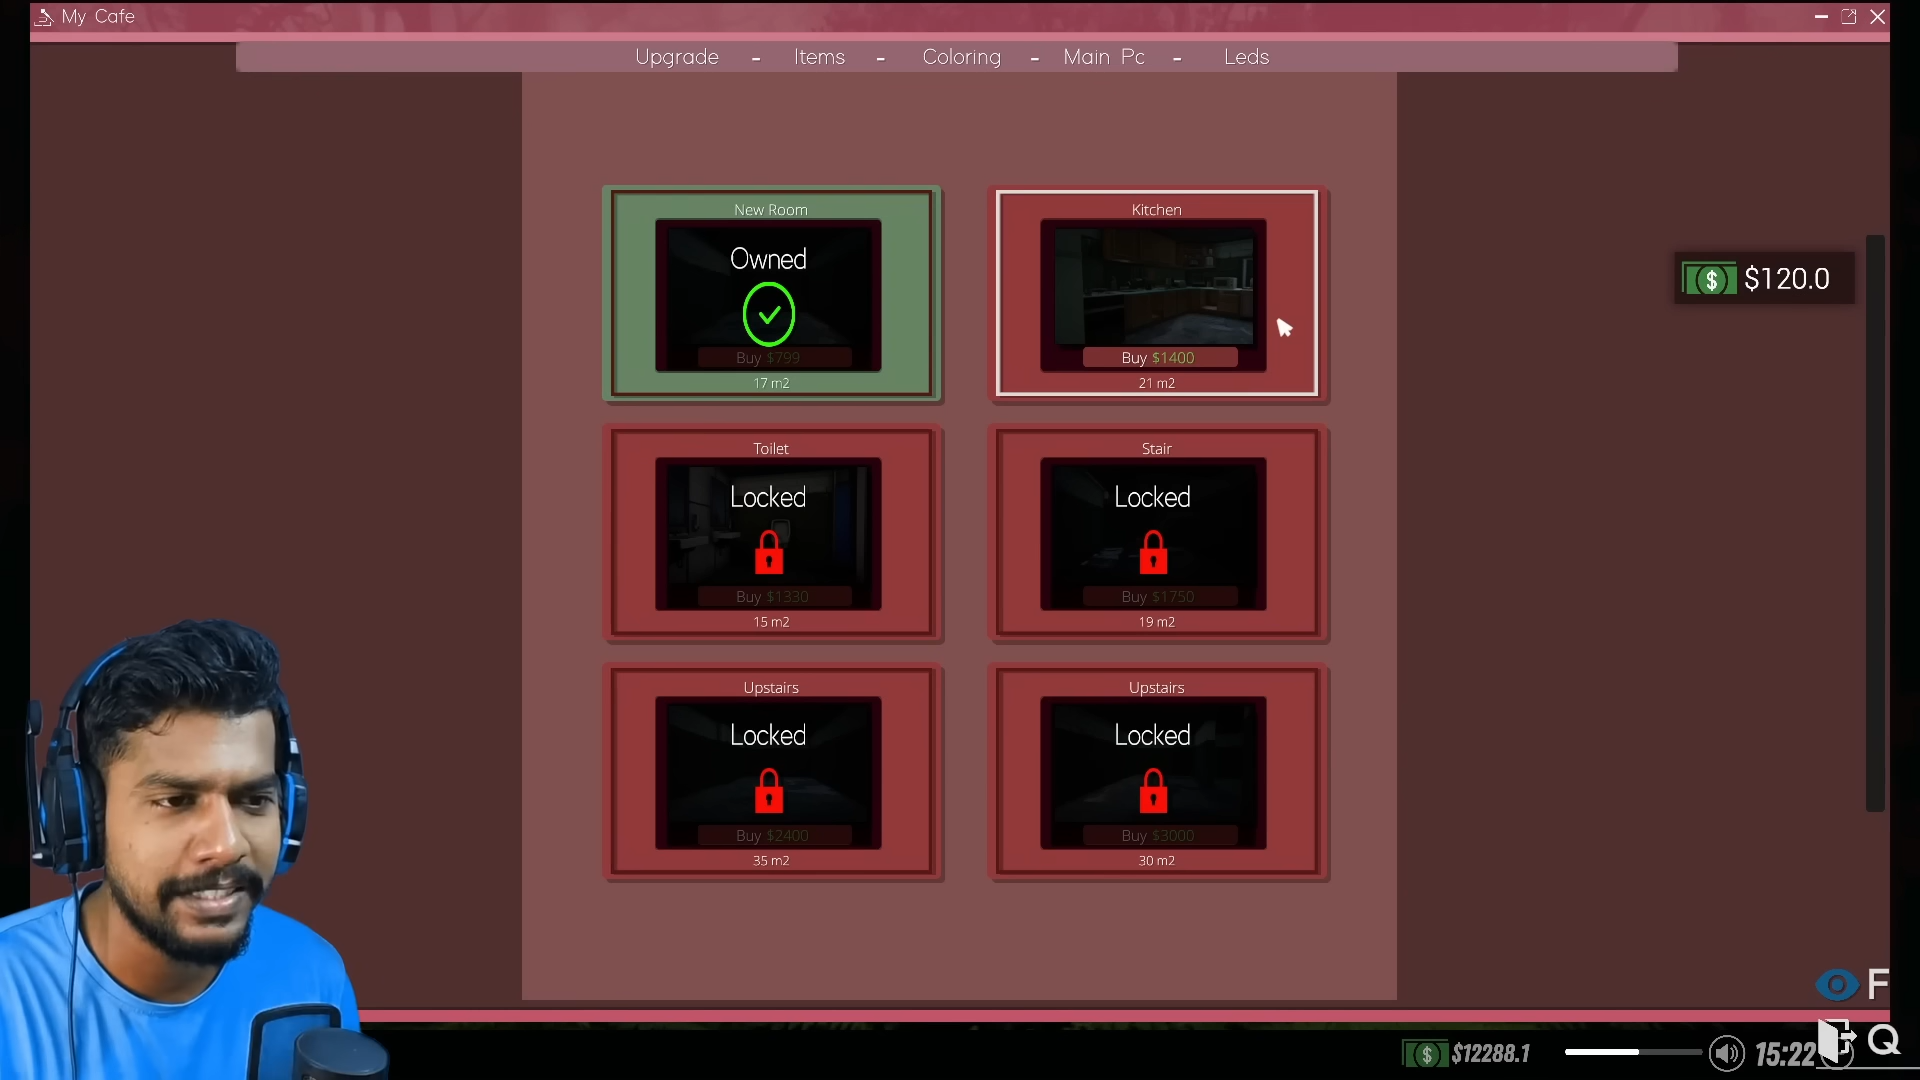 My Cafe
Upgrade - Items - Coloring - Main Pc - Leds
New Room
Owned
Buy $799
17 m2
Kitchen
Buy $1400
21 m2
Toilet
Locked
Buy $1330
15 m2
Stair
Locked
Buy $1750
19 m2
Upstairs
Locked
Buy $2400
35 m2
Upstairs
Locked
Buy $3000
30 m2
$120.0
F
$12288.1
15:22
Q